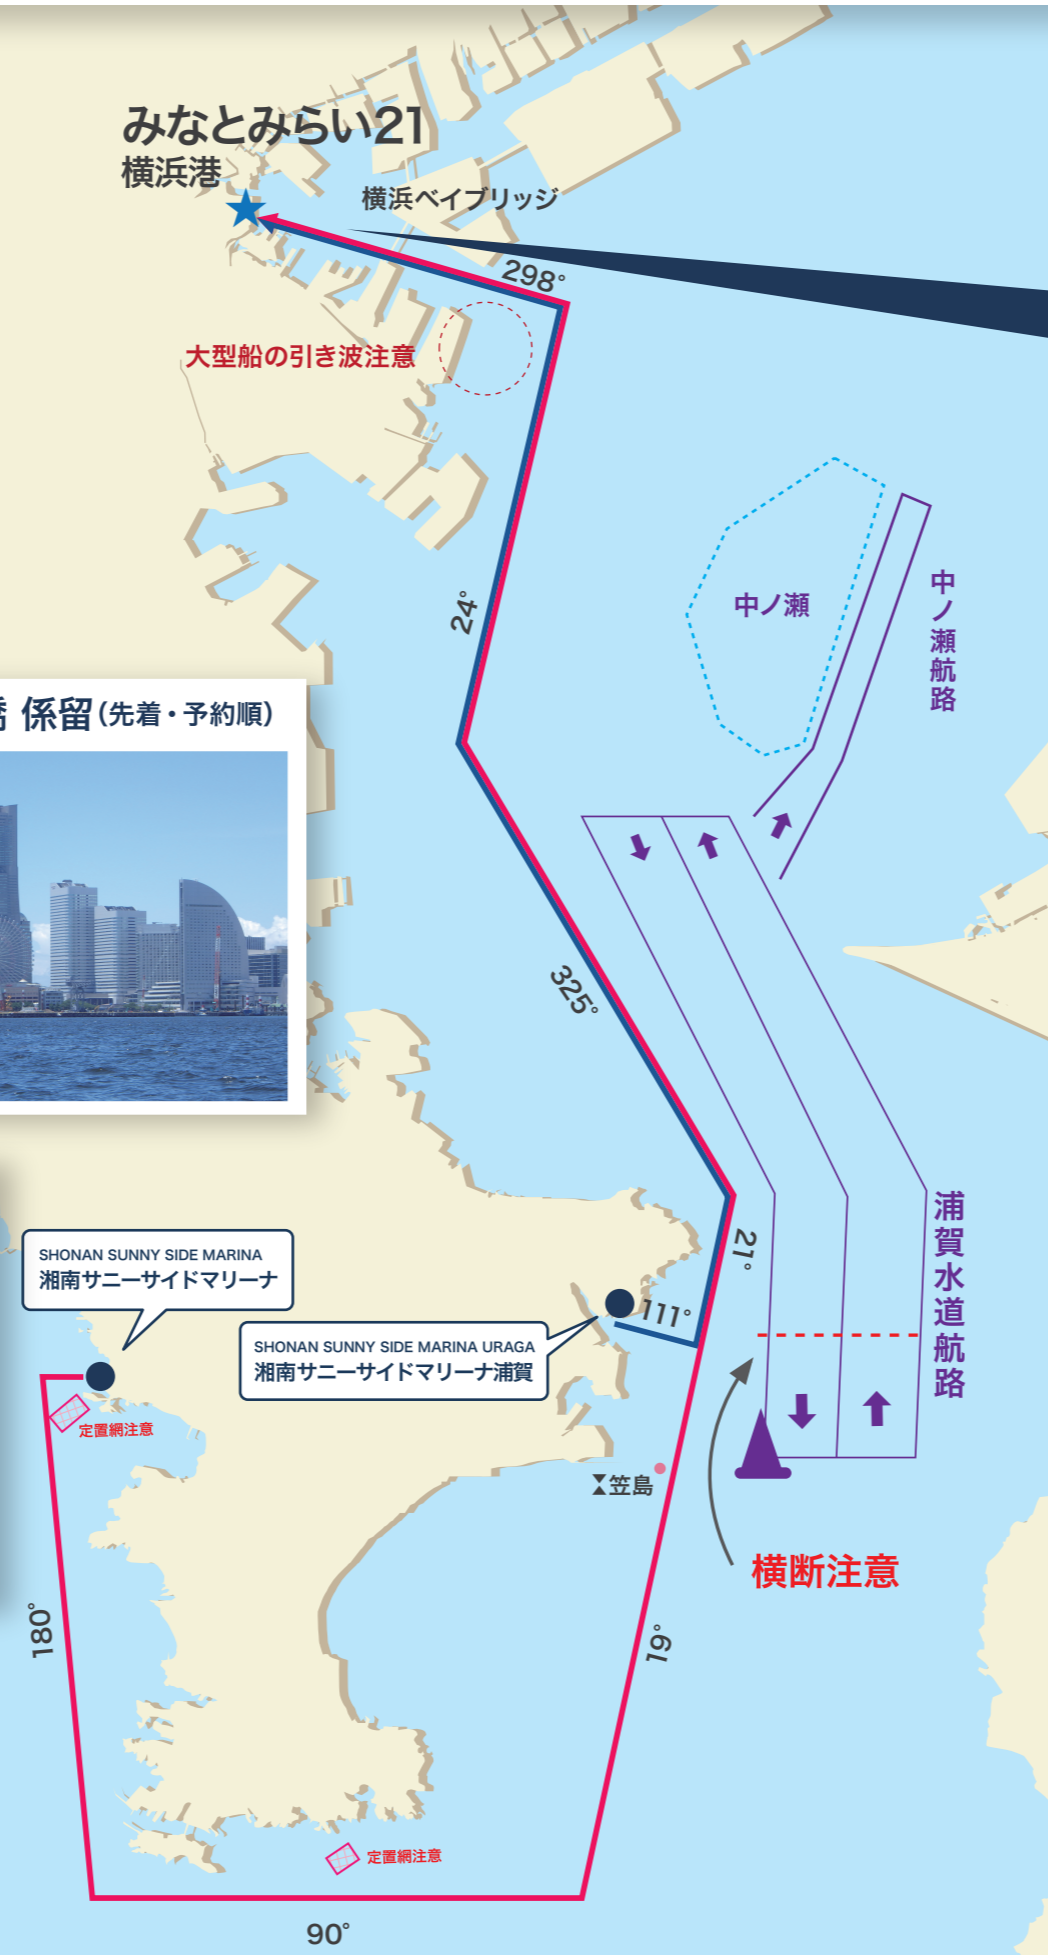 みなとみらい21
横浜港
横浜ベイブリッジ
298°
大型船の引き波注意
24°
中ノ瀬
中ノ瀬航路
係留(先着・予約順)
325°
浦賀水道航路
21°
SHONAN SUNNY SIDE MARINA
湘南サニーサイドマリーナ
111°
SHONAN SUNNY SIDE MARINA URAGA
湘南サニーサイドマリーナ浦賀
定置網注意
笠島
横断注意
180°
19°
定置網注意
90°